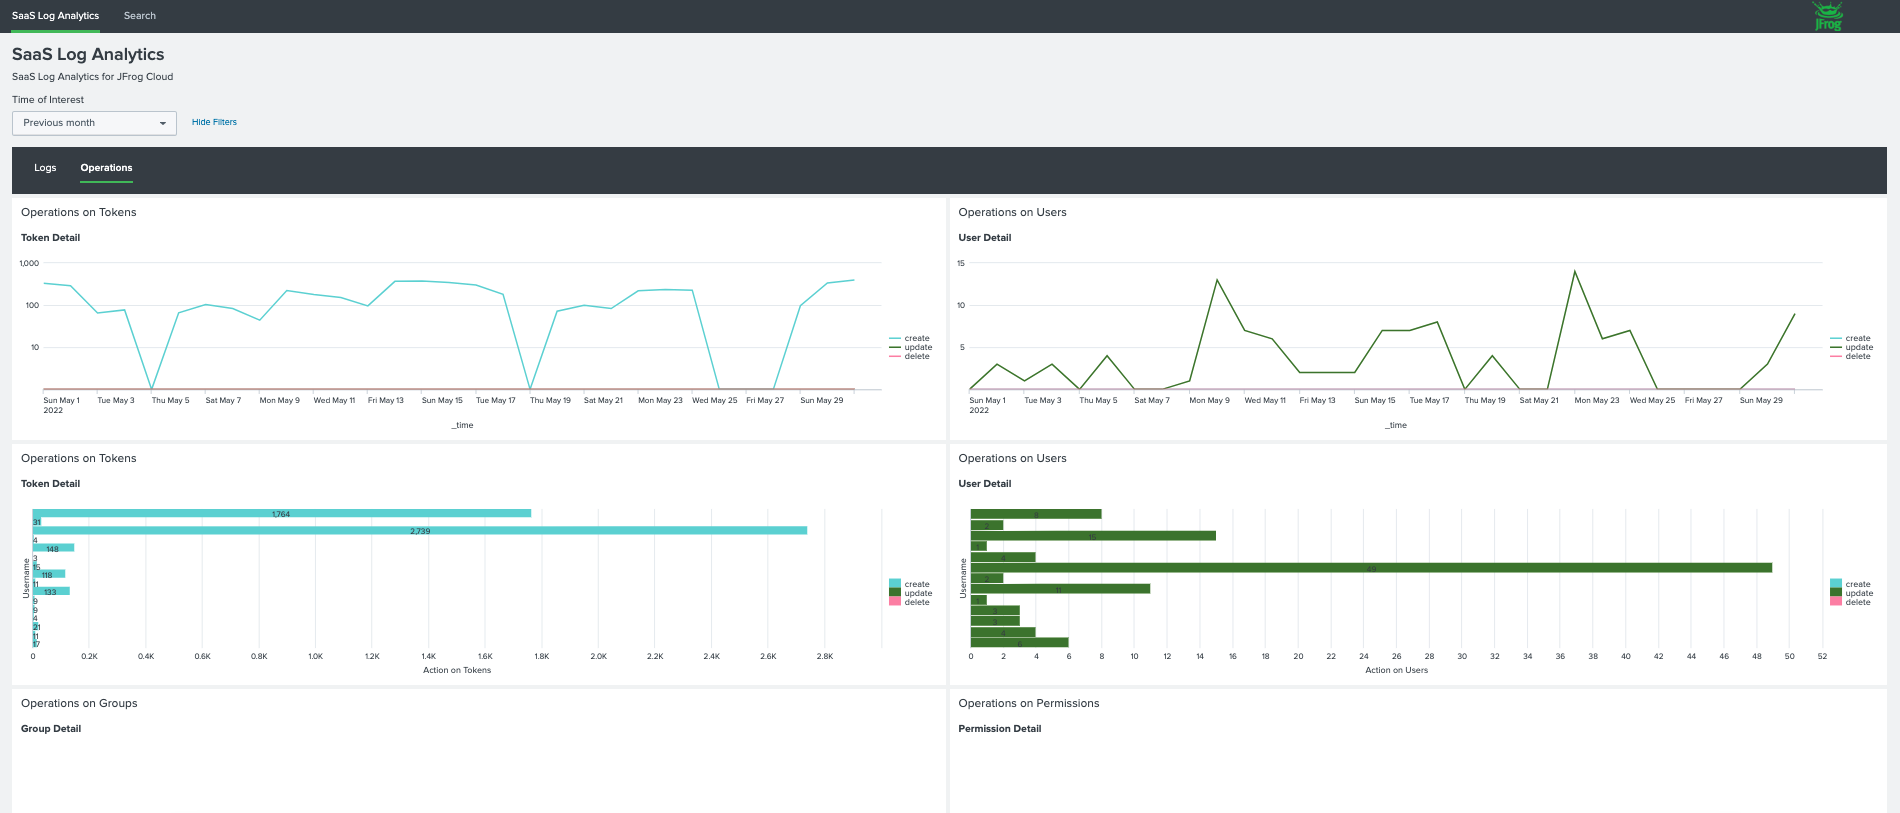 SaaS Log Analytics Search
JFrog
SaaS Log Analytics
SaaS Log Analytics for JFrog Cloud
Time of Interest
Previous month Hide Filters
Logs Operations
Operations on Tokens
Token Detail
1,000
100
10
create
update
delete
Sun May 1 Tue May 3 Thu May 5 Sat May 7 Mon May 9 Wed May 11 Fri May 13 Sun May 15 Tue May 17 Thu May 19 Sat May 21 Mon May 23 Wed May 25 Fri May 27 Sun May 29
2022
_time
Operations on Users
User Detail
15
10
5
create
update
delete
Sun May 1 Tue May 3 Thu May 5 Sat May 7 Mon May 9 Wed May 11 Fri May 13 Sun May 15 Tue May 17 Thu May 19 Sat May 21 Mon May 23 Wed May 25 Fri May 27 Sun May 29
2022
_time
Operations on Tokens
Token Detail
Username
1,764
31
2,739
4
148
3
15
118
11
133
9
9
4
21
11
17
create
update
delete
0 0.2K 0.4K 0.6K 0.8K 1.0K 1.2K 1.4K 1.6K 1.8K 2.0K 2.2K 2.4K 2.6K 2.8K
Action on Tokens
Operations on Users
User Detail
Username
8
2
15
1
4
49
2
11
1
3
3
4
6
create
update
delete
0 2 4 6 8 10 12 14 16 18 20 22 24 26 28 30 32 34 36 38 40 42 44 46 48 50 52
Action on Users
Operations on Groups
Group Detail
Operations on Permissions
Permission Detail